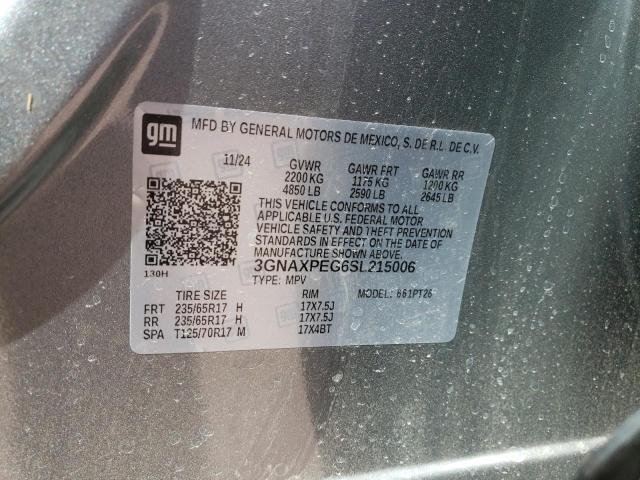 gm
MFD BY GENERAL MOTORS DE MEXICO, S. DE R.L. DE C.V.
11/24 GVWR GAWR FRT GAWR RR
2200 KG 1175 KG 1200 KG
4850 LB 2590 LB 2645 LB
THIS VEHICLE CONFORMS TO ALL
APPLICABLE U.S. FEDERAL MOTOR
VEHICLE SAFETY AND THEFT PREVENTION
STANDARDS IN EFFECT ON THE DATE OF
MANUFACTURE SHOWN ABOVE.
3GNAXPEG6SL215006
130H
TYPE: MPV MODEL: 661PT26
TIRE SIZE RIM
FRT 235/65R17 H 17X7.5J
RR 235/65R17 H 17X7.5J
SPA T125/70R17 M 17X4BT